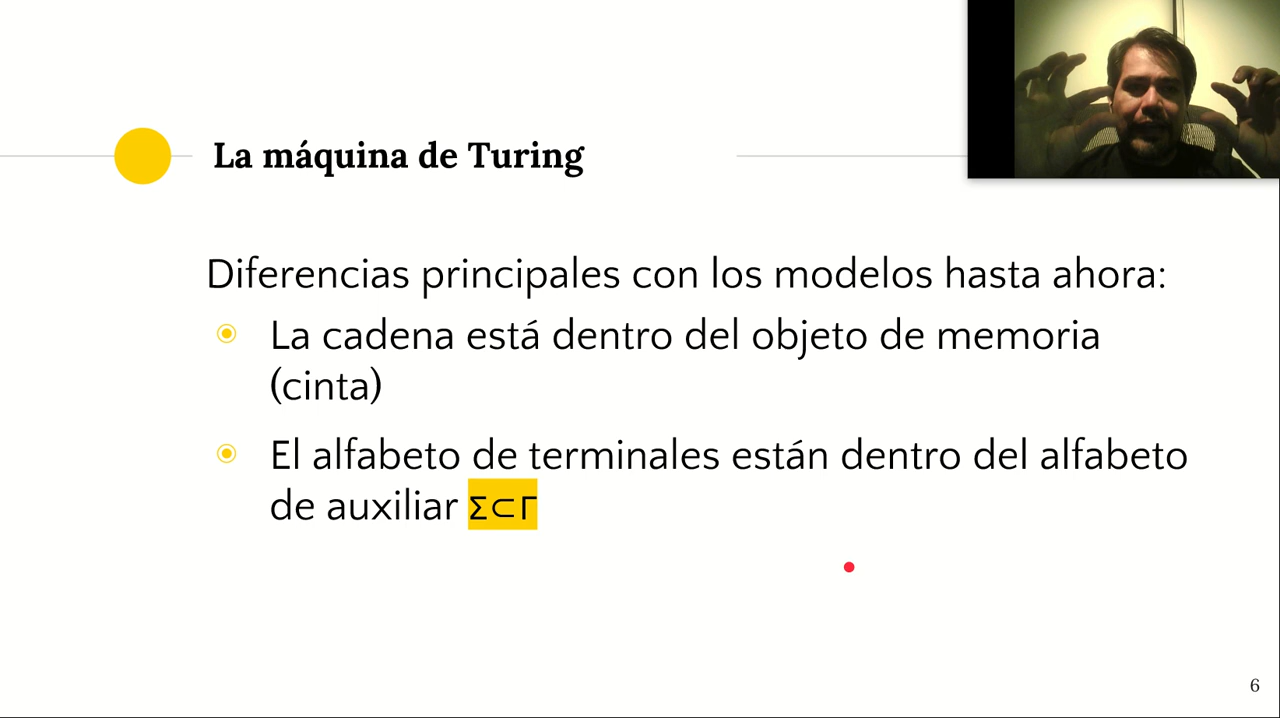 La máquina de Turing
Diferencias principales con los modelos hasta ahora:
La cadena está dentro del objeto de memoria
(cinta)
El alfabeto de terminales están dentro del alfabeto
de auxiliar Σ⊂Γ
6